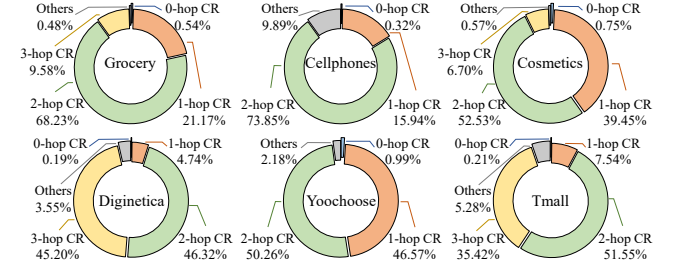 Others
0.48%
0-hop CR
0.54%
3-hop CR
9.58%
Grocery
2-hop CR
68.23%
1-hop CR
21.17%
Others
9.89%
0-hop CR
0.32%
Cellphones
2-hop CR
73.85%
1-hop CR
15.94%
Others
0.57%
0-hop CR
0.75%
3-hop CR
6.70%
Cosmetics
2-hop CR
52.53%
1-hop CR
39.45%
0-hop CR
0.19%
1-hop CR
4.74%
Others
3.55%
Diginetica
3-hop CR
45.20%
2-hop CR
46.32%
Others
2.18%
0-hop CR
0.99%
Yoochoose
2-hop CR
50.26%
1-hop CR
46.57%
0-hop CR
0.21%
1-hop CR
7.54%
Others
5.28%
Tmall
3-hop CR
35.42%
2-hop CR
51.55%